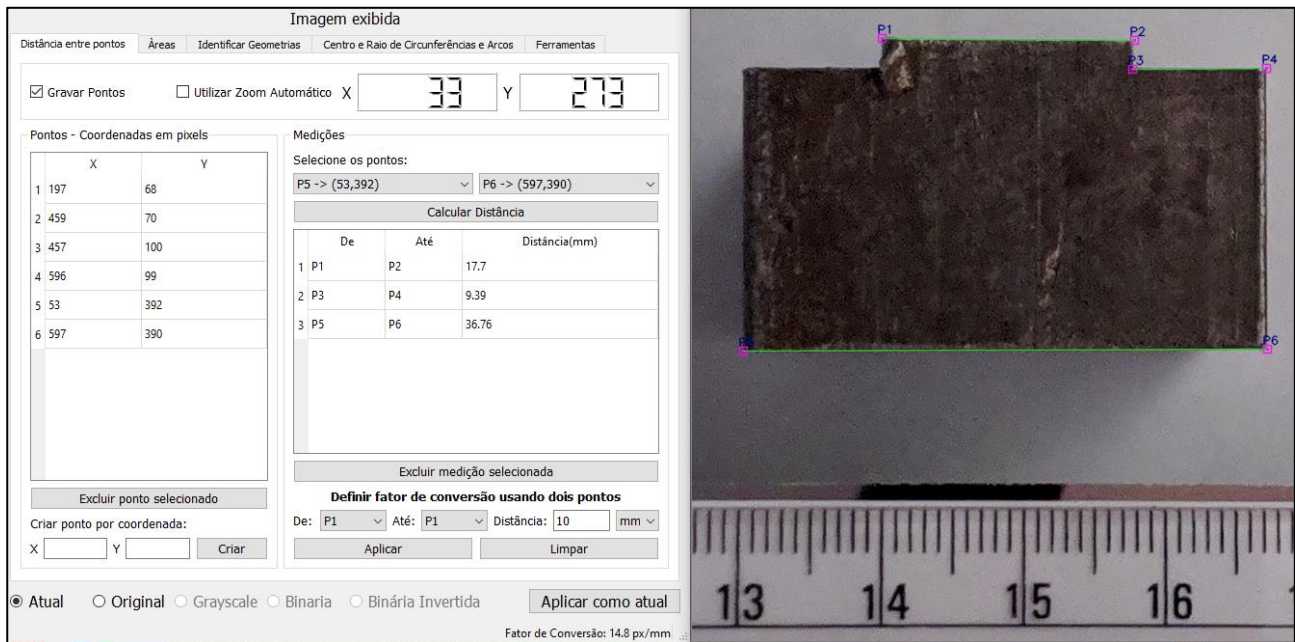 Imagem exibida
Distância entre pontos Àreas Identificar Geometrias Centro e Raio de Circunferências e Arcos Ferramentas
Gravar Pontos Utilizar Zoom Automático X 33 Y 273
Pontos - Coordenadas em pixels
X Y
1 197 68
2 459 70
3 457 100
4 596 99
5 53 392
6 597 390
Excluir ponto selecionado
Criar ponto por coordenada:
X Y Criar
Medições
Selecione os pontos:
P5 -> (53,392) P6 -> (597,390)
Calcular Distância
De Até Distância(mm)
1 P1 P2 17.7
2 P3 P4 9.39
3 P5 P6 36.76
Excluir medição selecionada
Definir fator de conversão usando dois pontos
De: P1 Até: P1 Distância: 10 mm
Aplicar Limpar
Atual Original Grayscale Binaria Binária Invertida Aplicar como atual
Fator de Conversão: 14.8 px/mm
P1 P2
P3 P4
P5 P6
13 14 15 16